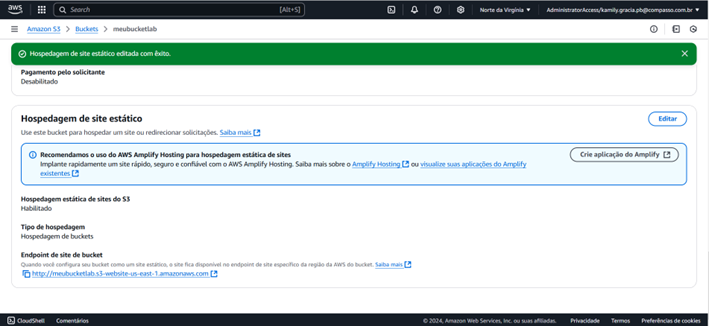 aws
Search
[Alt+S]
Norte da Virgínia
AdministratorAccess/kamily.gracia.pb@compasso.com.br
Amazon S3 > Buckets > meubucketlab
Hospedagem de site estático editada com êxito.
Pagamento pelo solicitante
Desabilitado
Hospedagem de site estático
Editar
Use este bucket para hospedar um site ou redirecionar solicitações. Saiba mais
Recomendamos o uso do AWS Amplify Hosting para hospedagem estática de sites
Crie aplicação do Amplify
Implante rapidamente um site rápido, seguro e confiável com o AWS Amplify Hosting. Saiba mais sobre o Amplify Hosting ou visualize suas aplicações do Amplify
existentes
Hospedagem estática de sites do S3
Habilitado
Tipo de hospedagem
Hospedagem de buckets
Endpoint de site de bucket
Quando você configura seu bucket como um site estático, o site fica disponível no endpoint de site específico da região da AWS do bucket. Saiba mais
http://meubucketlab.s3-website-us-east-1.amazonaws.com
CloudShell
Comentários
© 2024, Amazon Web Services, Inc. ou suas afiliadas.
Privacidade
Termos
Preferências de cookies